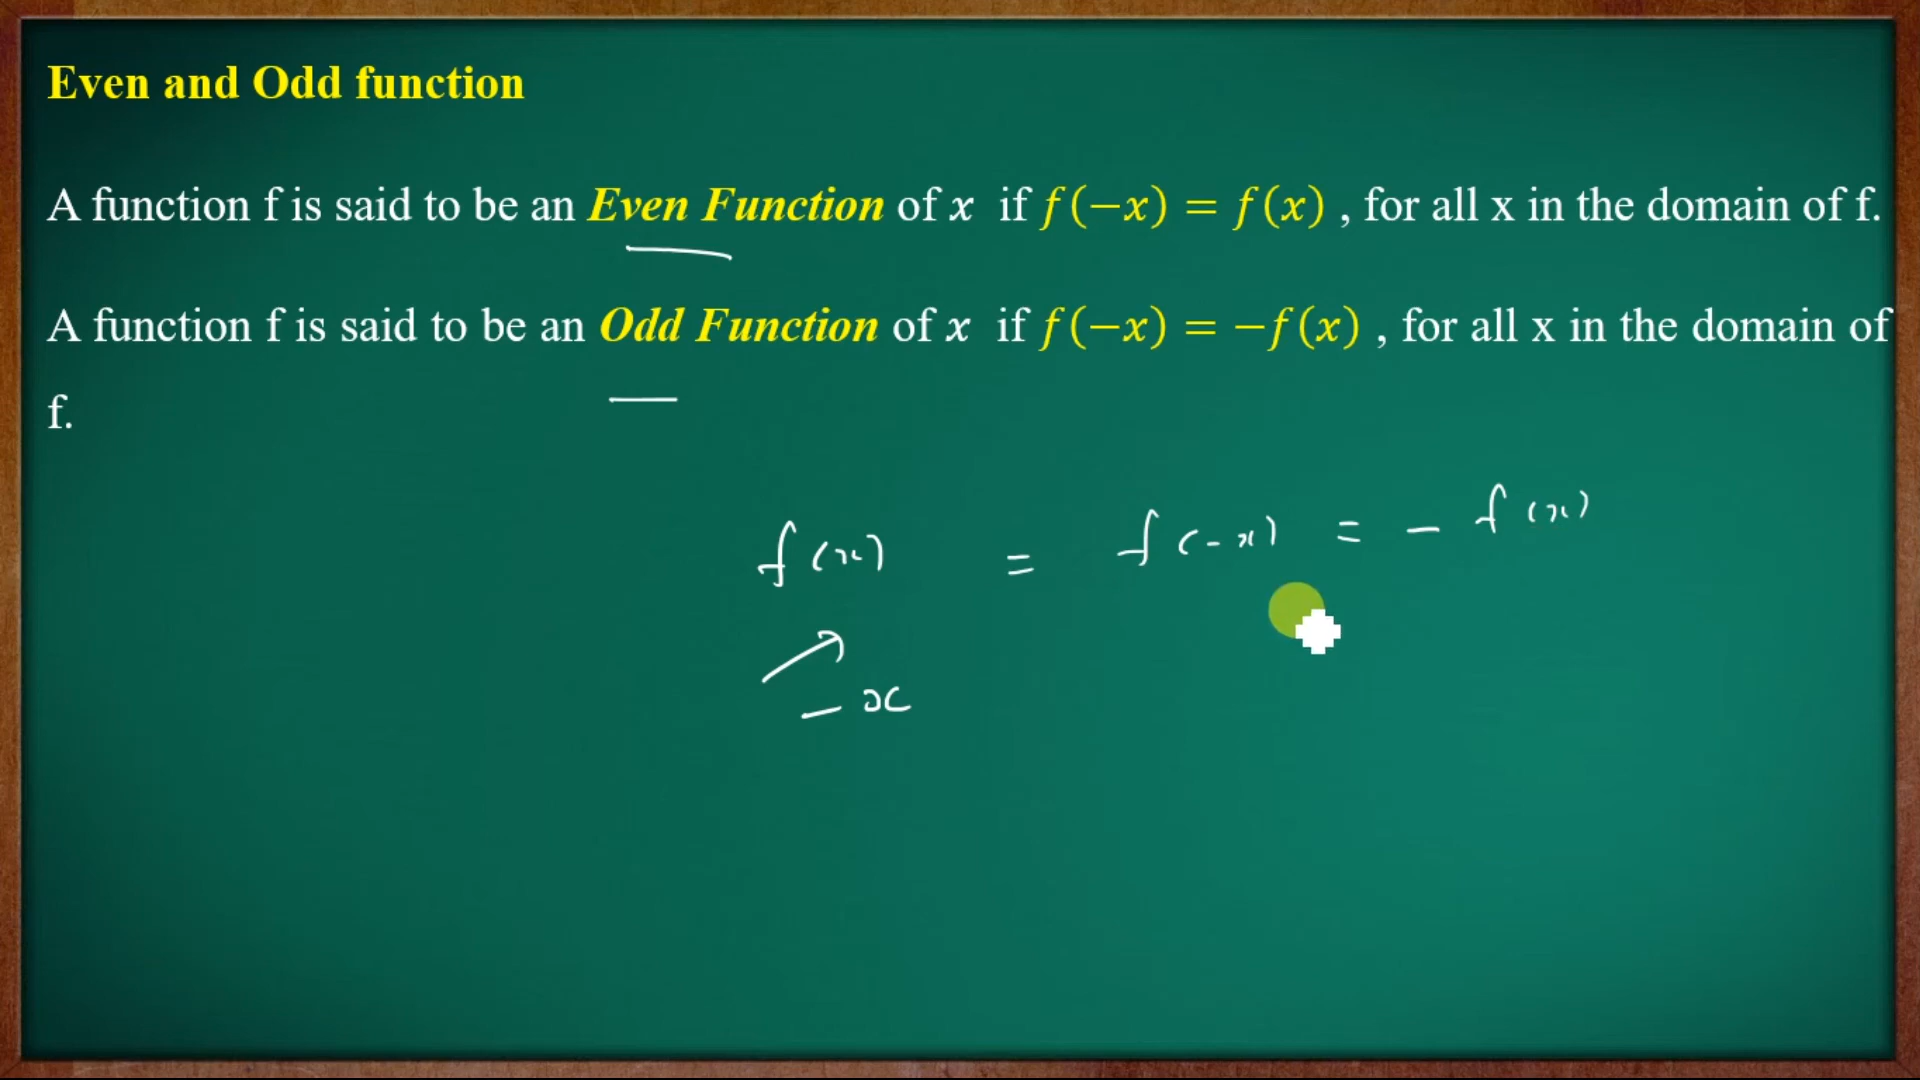 Even and Odd function
A function f is said to be an Even Function of x if f(−x) = f(x) , for all x in the domain of f.
A function f is said to be an Odd Function of x if f(−x) = −f(x) , for all x in the domain of
f.
f(x) = f(-x) = - f(x)
- x